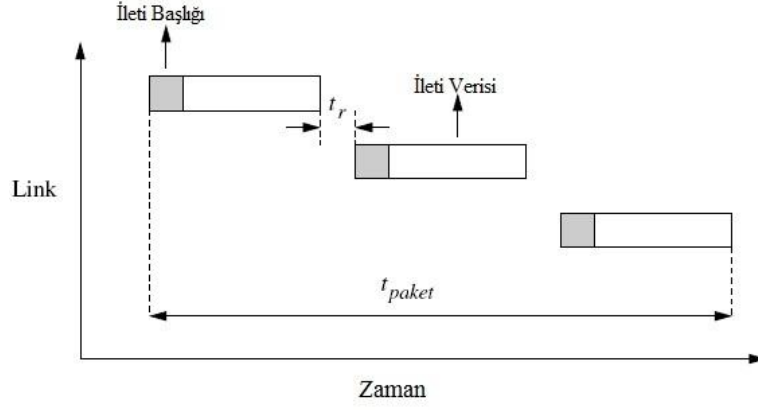 İleti Başlığı
t_r
İleti Verisi
Link
t_paket
Zaman